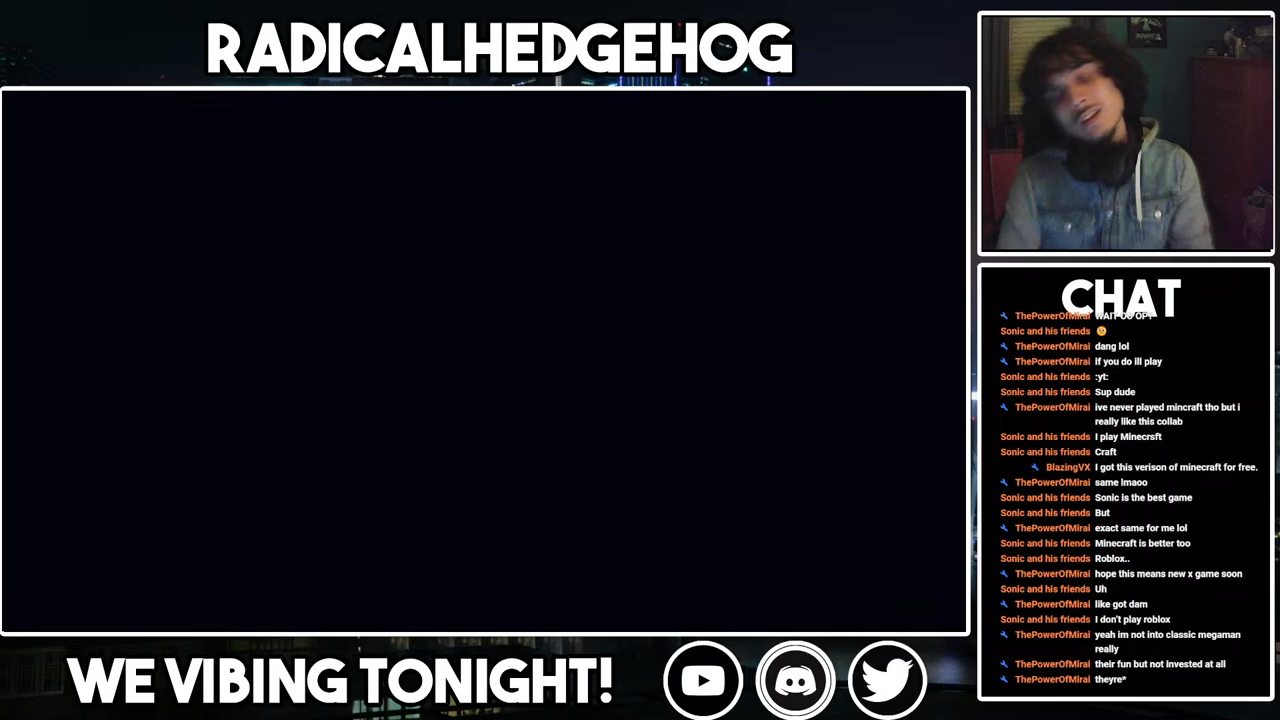 RADICALHEDGEHOG
CHAT
ThePowerOfMirai
Sonic and his friends 😕
ThePowerOfMirai dang lol
ThePowerOfMirai if you do ill play
Sonic and his friends :yt:
Sonic and his friends Sup dude
ThePowerOfMirai ive never played mincraft tho but i
really like this collab
Sonic and his friends I play Minecrsft
Sonic and his friends Craft
BlazingVX I got this verison of minecraft for free.
ThePowerOfMirai same lmaoo
Sonic and his friends Sonic is the best game
Sonic and his friends But
ThePowerOfMirai exact same for me lol
Sonic and his friends Minecraft is better too
Sonic and his friends Roblox..
ThePowerOfMirai hope this means new x game soon
Sonic and his friends Uh
ThePowerOfMirai like got dam
Sonic and his friends I don't play roblox
ThePowerOfMirai yeah im not into classic megaman
really
ThePowerOfMirai their fun but not invested at all
ThePowerOfMirai theyre*
WE VIBING TONIGHT!